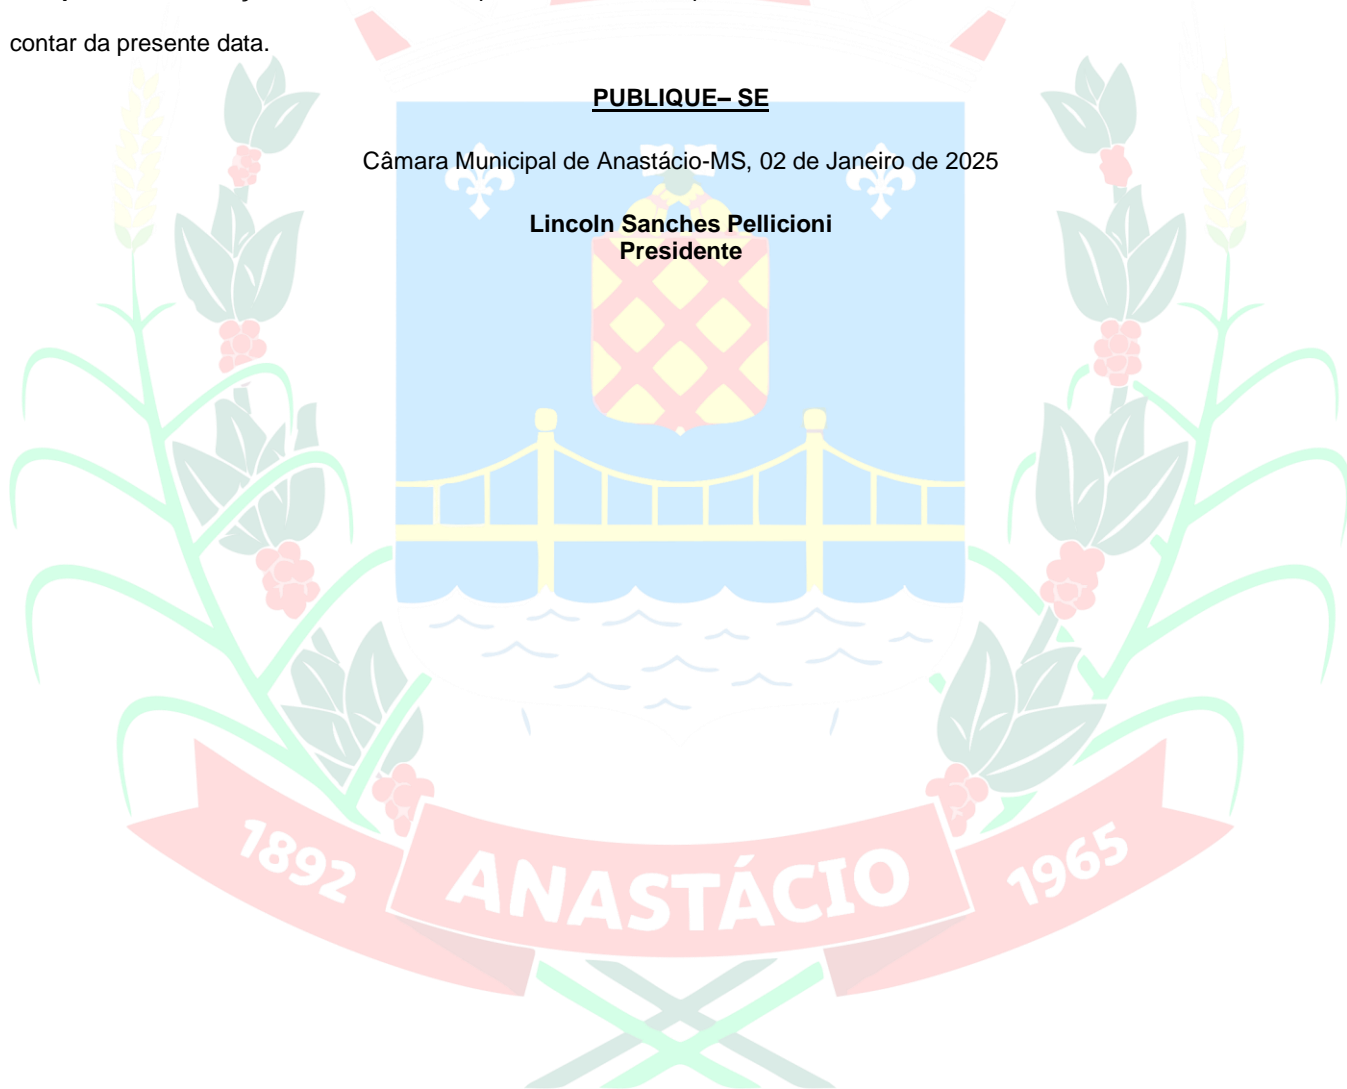 contar da presente data.
PUBLIQUE– SE
Câmara Municipal de Anastácio-MS, 02 de Janeiro de 2025
Lincoln Sanches Pellicioni
Presidente
1892
ANASTÁCIO
1965